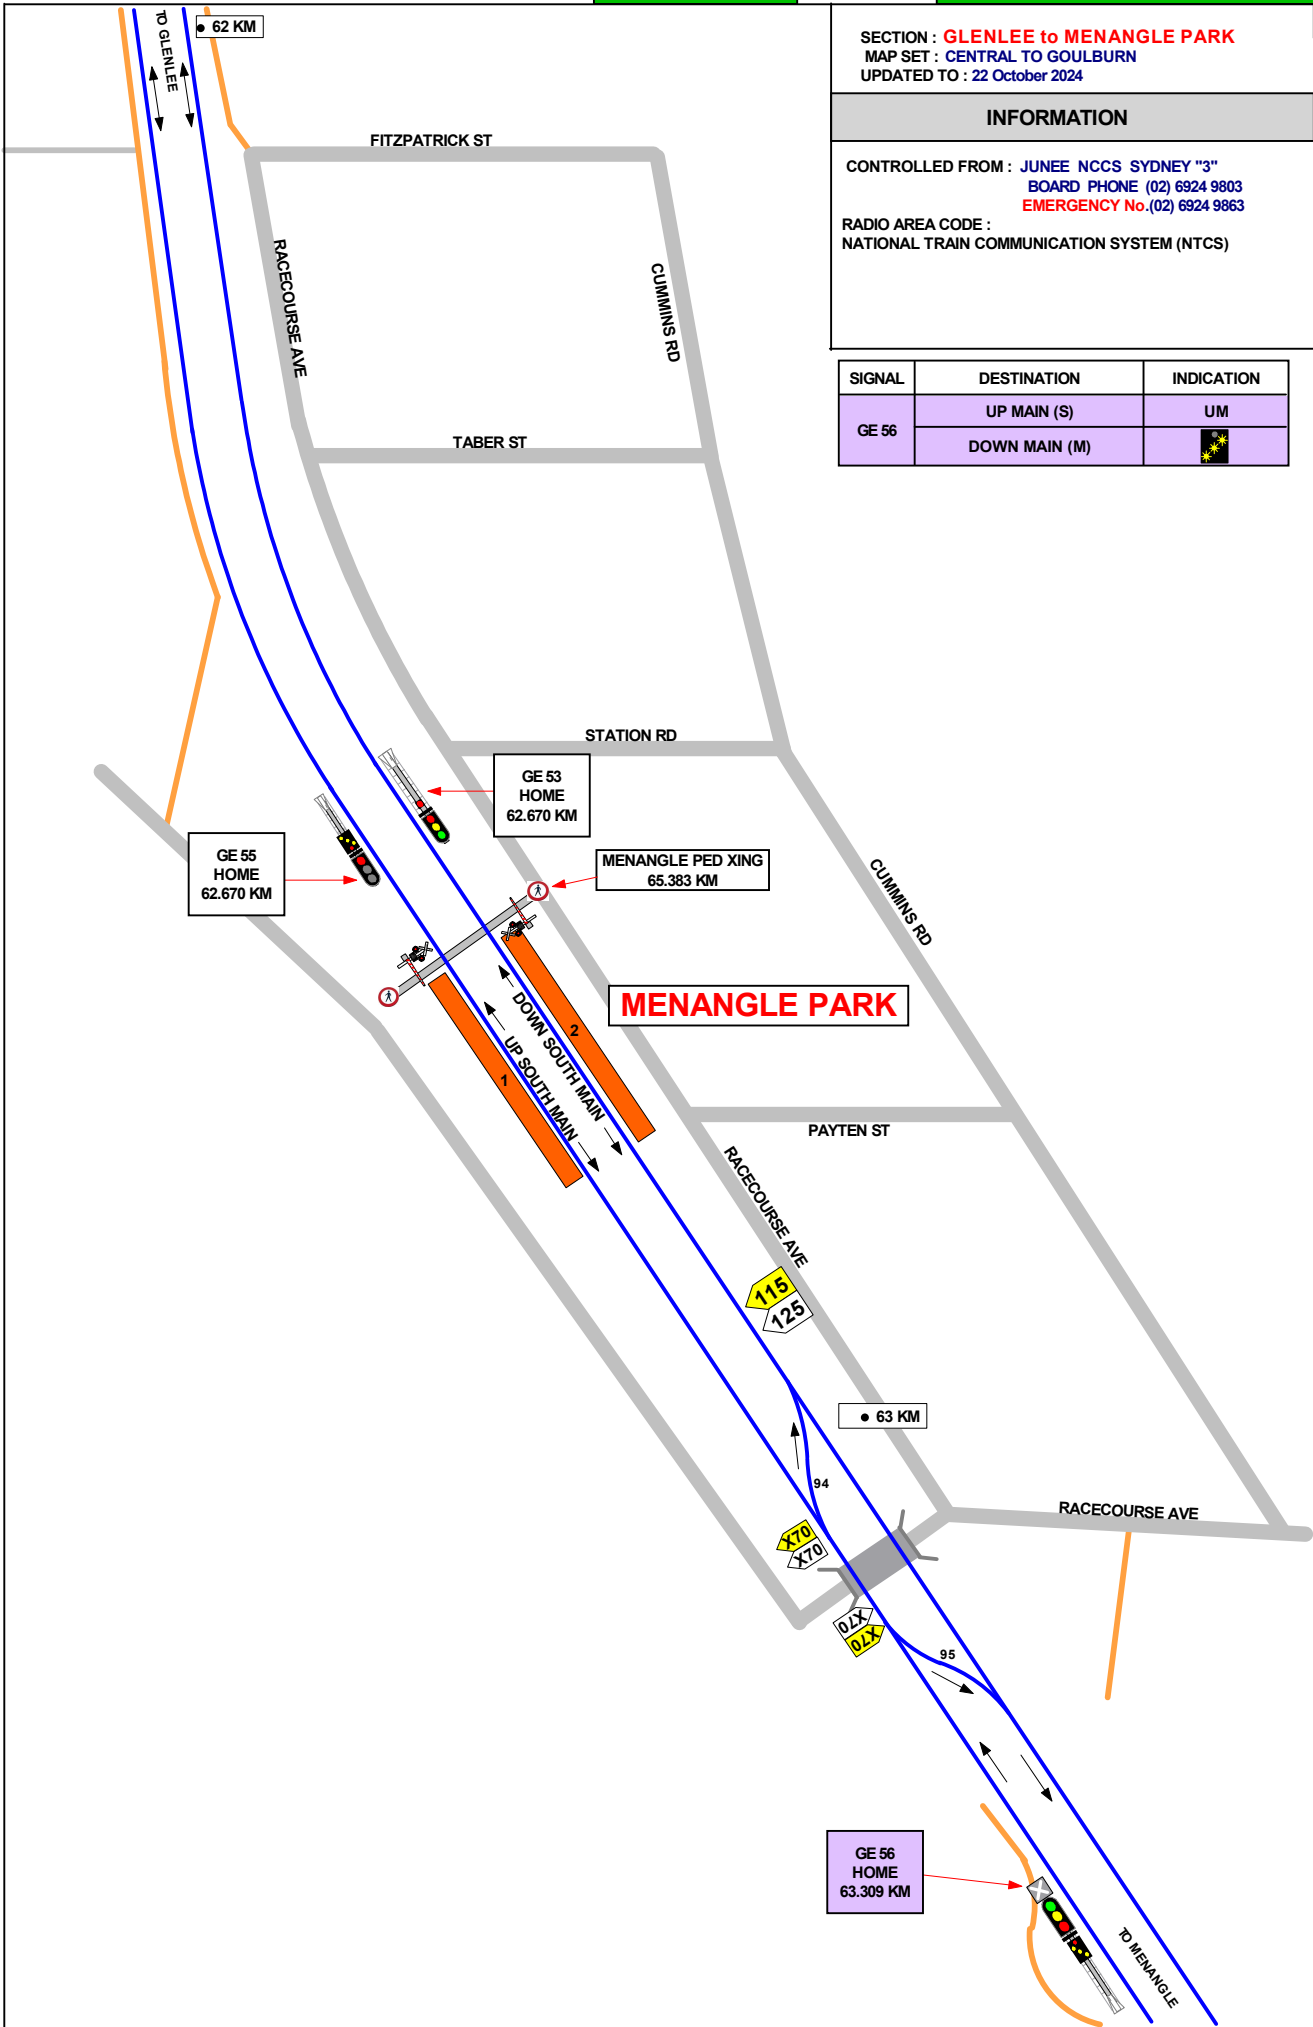 TO GLENLEE
62 KM
SECTION : GLENLEE to MENANGLE PARK
MAP SET : CENTRAL TO GOULBURN
UPDATED TO : 22 October 2024
INFORMATION
CONTROLLED FROM : JUNEE NCCS SYDNEY "3"
BOARD PHONE (02) 6924 9803
EMERGENCY No.(02) 6924 9863
RADIO AREA CODE :
NATIONAL TRAIN COMMUNICATION SYSTEM (NTCS)
SIGNAL DESTINATION INDICATION
GE 56 UP MAIN (S) UM
DOWN MAIN (M)
FITZPATRICK ST
RACECOURSE AVE
CUMMINS RD
TABER ST
STATION RD
GE 53
HOME
62.670 KM
GE 55
HOME
62.670 KM
MENANGLE PED XING
65.383 KM
CUMMINS RD
MENANGLE PARK
DOWN SOUTH MAIN
2
UP SOUTH MAIN
1
PAYTEN ST
RACECOURSE AVE
115
125
63 KM
94
X70
X70
RACECOURSE AVE
X70
X70
95
GE 56
HOME
63.309 KM
TO MENANGLE